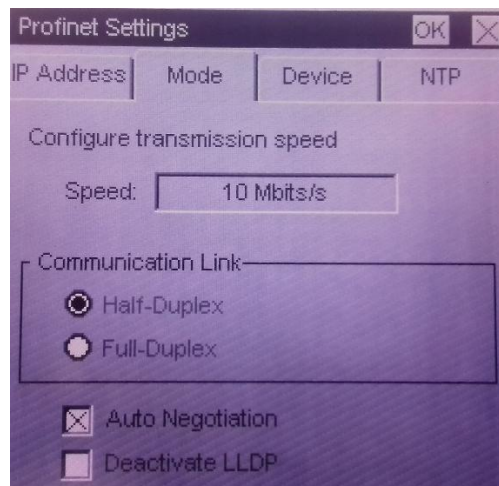 Profinet Settings OK
IP Address Mode Device NTP
Configure transmission speed
Speed: 10 Mbits/s
Communication Link
Half-Duplex
Full-Duplex
Auto Negotiation
Deactivate LLDP